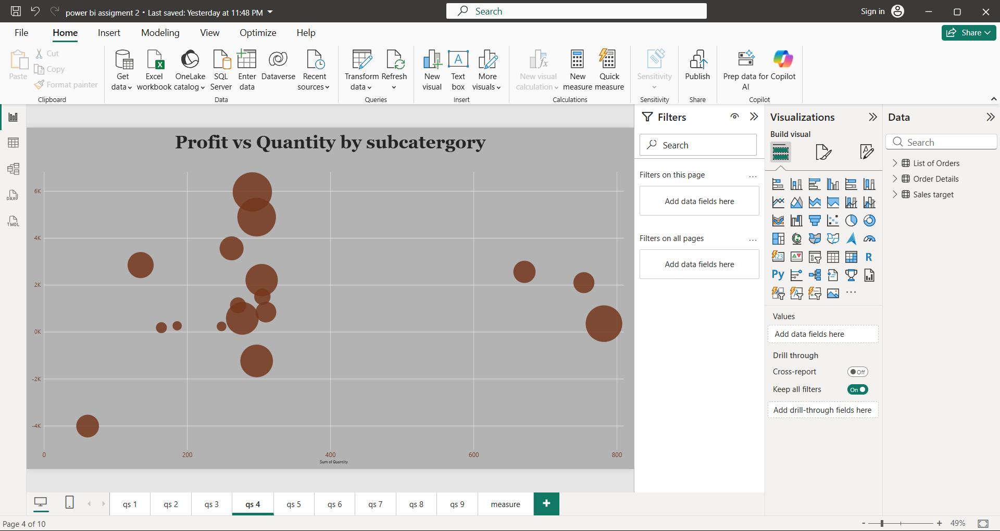 power bi assigment 2 • Last saved: Yesterday at 11:48 PM
Search
Sign in
File
Home
Insert
Modeling
View
Optimize
Help
Share
Paste
Cut
Copy
Format painter
Clipboard
Get data
Excel workbook
OneLake catalog
SQL Server
Enter data
Dataverse
Recent sources
Data
Transform data
Refresh
Queries
New visual
Text box
More visuals
Insert
New visual calculation
New measure
Quick measure
Calculations
Sensitivity
Sensitivity
Publish
Share
Prep data for AI
Copilot
Copilot
DAX
TMDL
Profit vs Quantity by subcatergory
6K
4K
2K
0K
-2K
-4K
0
200
400
600
800
Sum of Quantity
Filters
Search
Filters on this page
...
Add data fields here
Filters on all pages
...
Add data fields here
Visualizations
Build visual
123
R
Py
...
Values
Add data fields here
Drill through
Cross-report
Off
Keep all filters
On
Add drill-through fields here
Data
Search
List of Orders
Order Details
Sales target
qs 1
qs 2
qs 3
qs 4
qs 5
qs 6
qs 7
qs 8
qs 9
measure
+
Page 4 of 10
-
+
49%